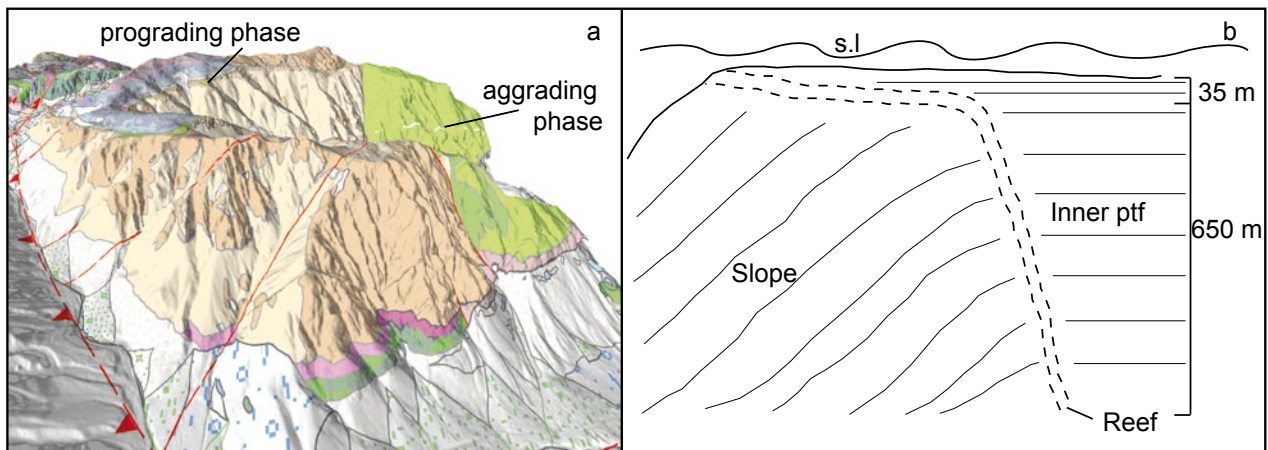 prograding phase
a
aggrading
phase
s.l
b
35 m
Inner ptf
650 m
Slope
Reef